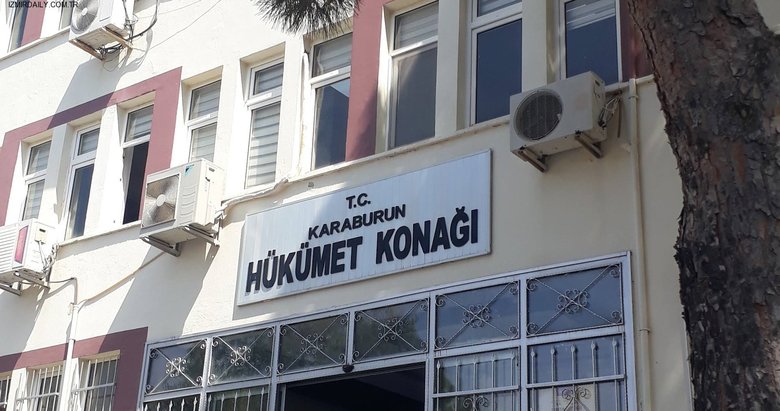 IZMIRDAILY.COM.TR
T.C.
KARABURUN
HÜKÜMET KONAĞI